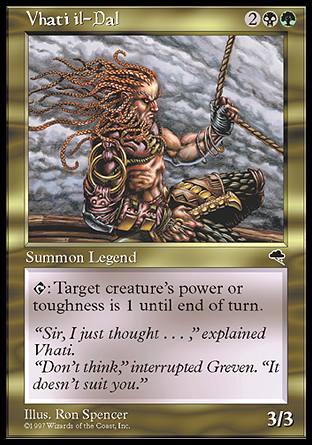 Vhati il-Dal 2
Summon Legend
: Target creature's power or
toughness is 1 until end of turn.
"Sir, I just thought . . . ," explained
Vhati.
"Don't think," interrupted Greven. "It
doesn't suit you."
Illus. Ron Spencer
©1997 Wizards of the Coast, Inc. 3/3